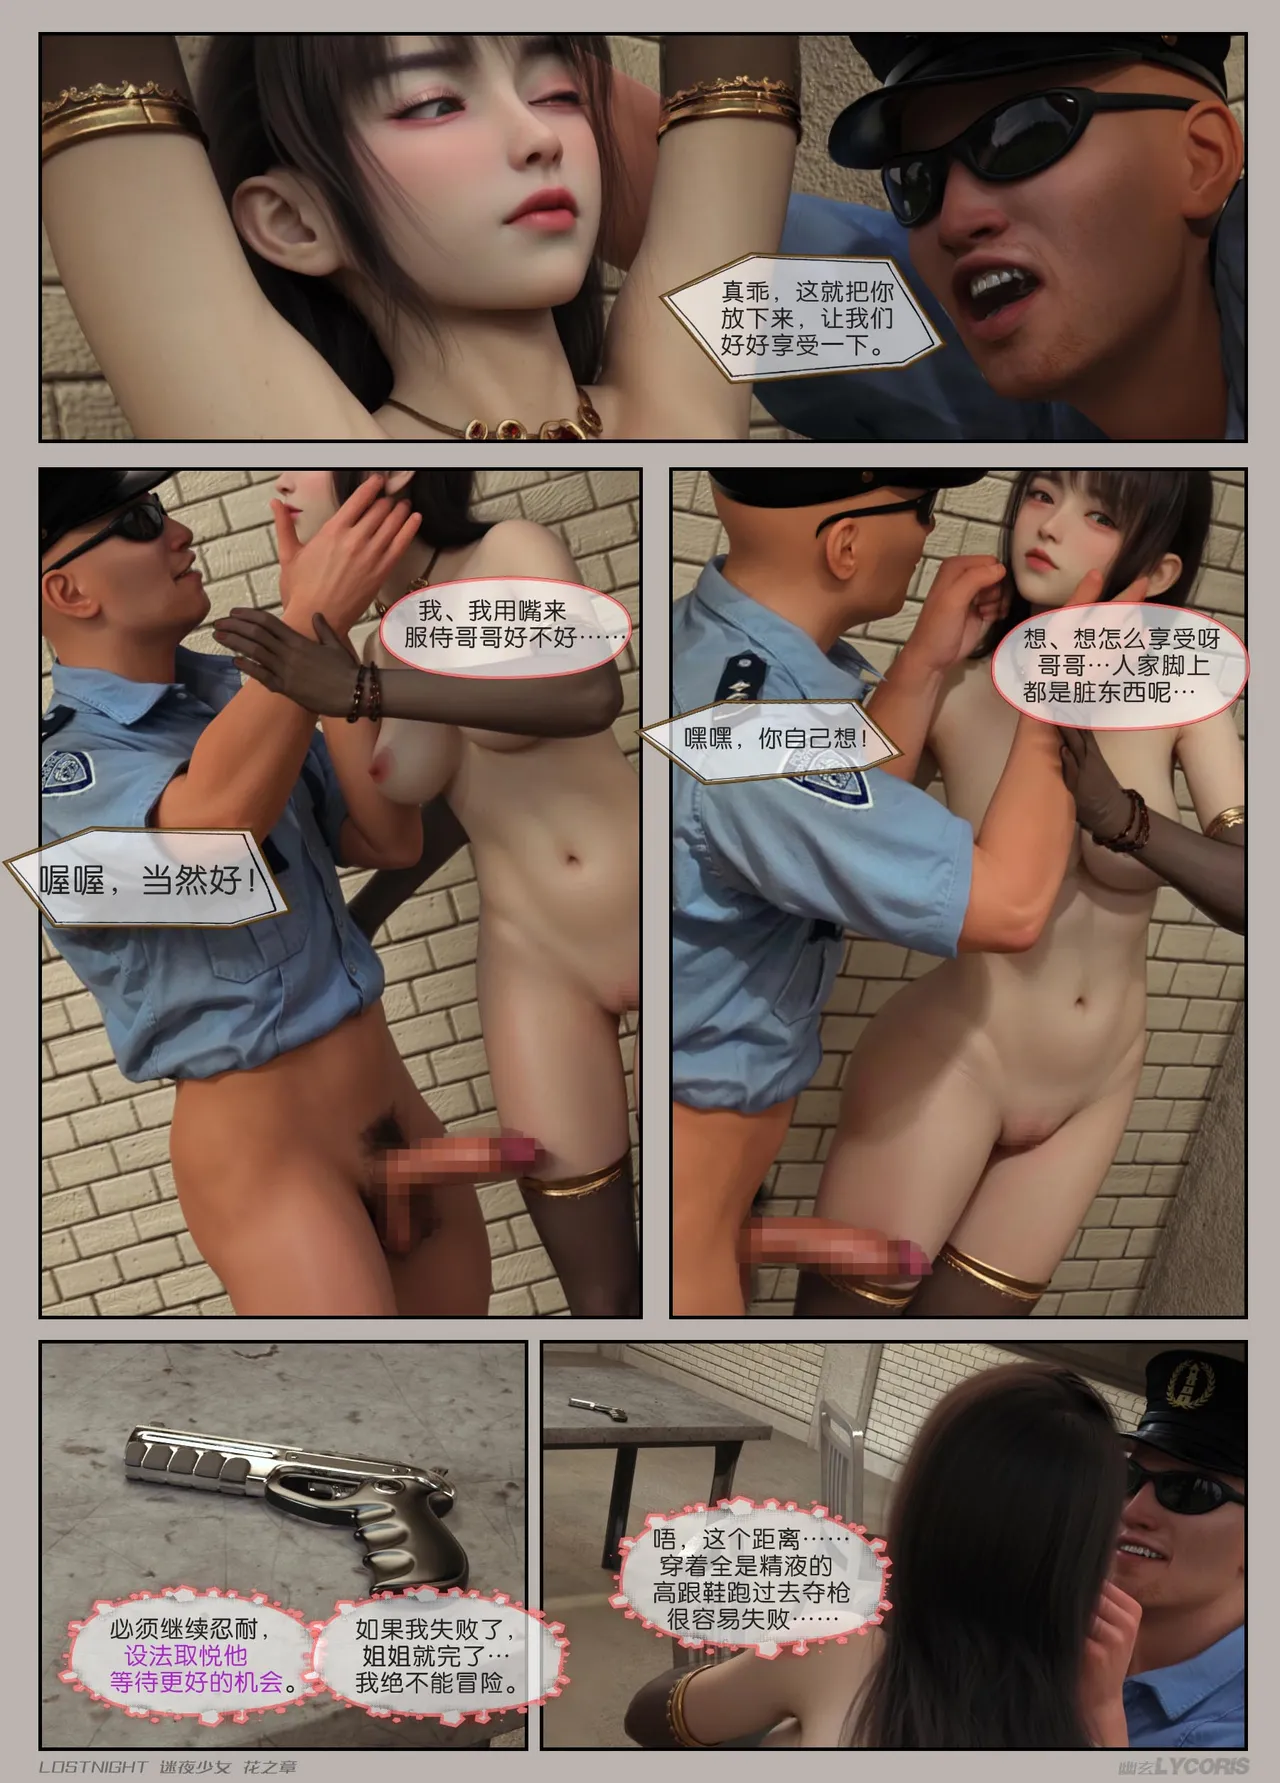 真乖，这就把你
放下来，让我们
好好享受一下。
我、我用嘴来
服侍哥哥好不好……
喔喔，当然好！
想、想怎么享受呀
哥哥…人家脚上
都是脏东西呢…
嘿嘿，你自己想！
必须继续忍耐，
设法取悦他
等待更好的机会。
如果我失败了，
姐姐就完了…
我绝不能冒险。
唔，这个距离……
穿着全是精液的
高跟鞋跑过去夺枪
很容易失败……
LOSTNIGHT 迷夜少女 花之章
幽玄LYCORIS